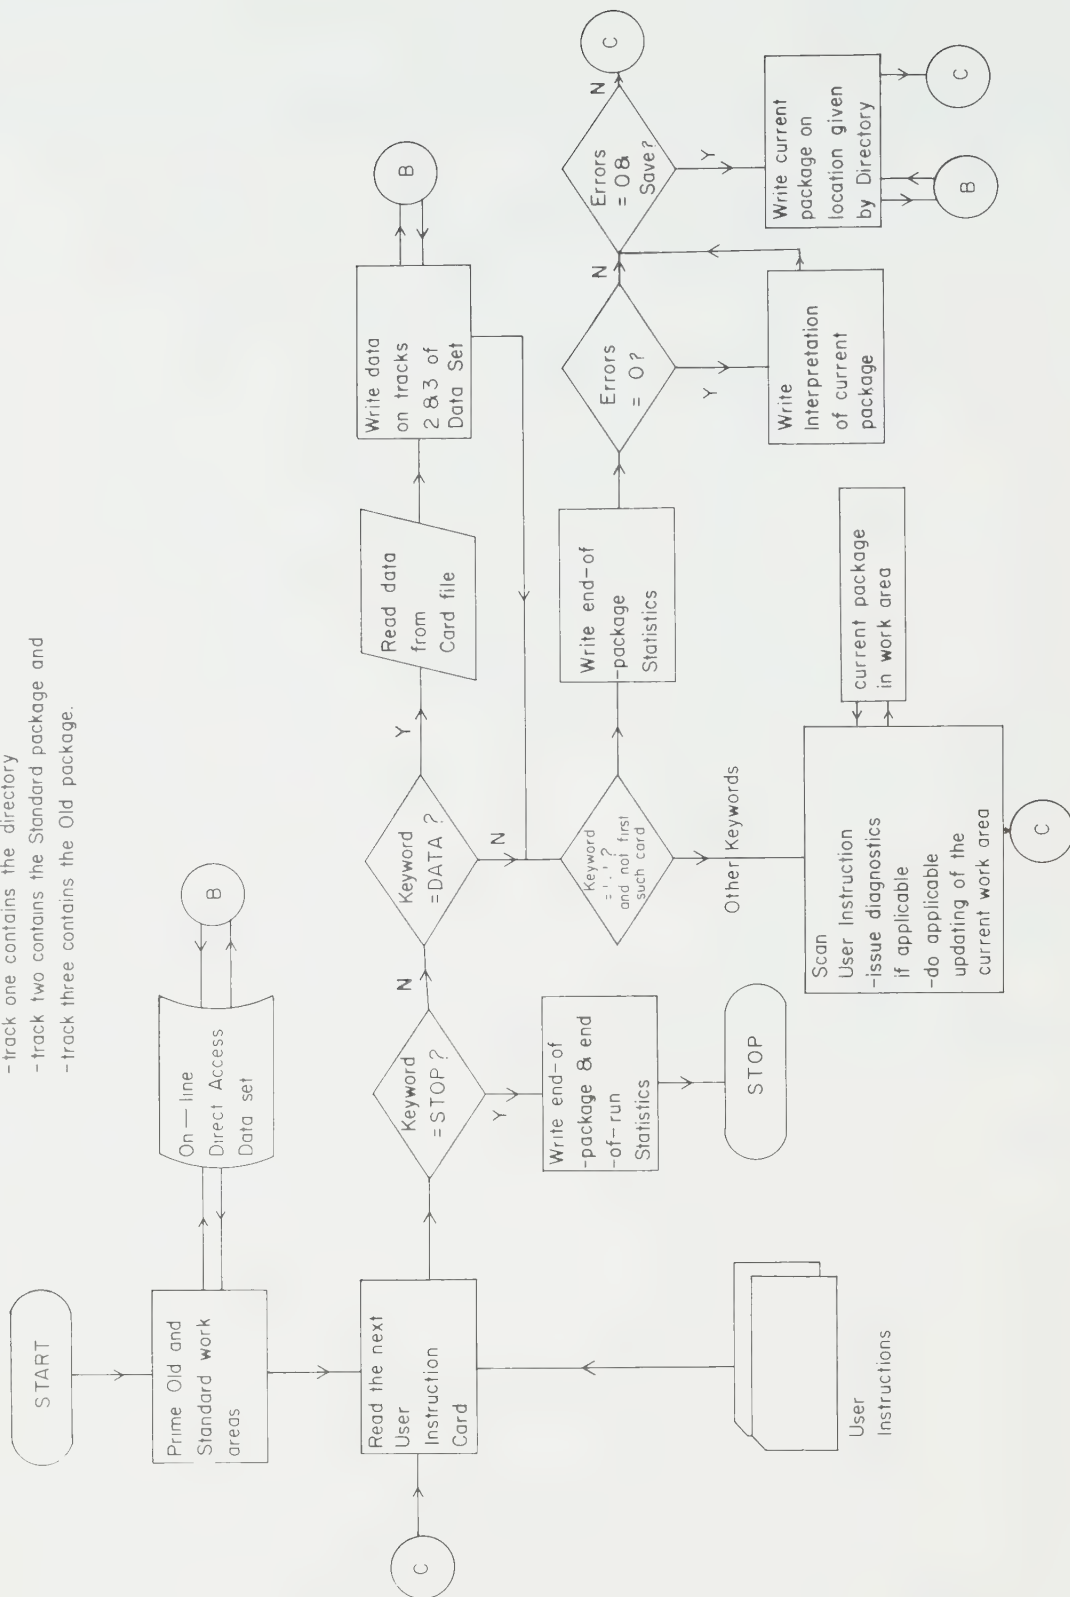 -track one contains the directory
-track two contains the Standard package and
-track three contains the Old package.
START
Prime Old and
Standard work
areas
On-line
Direct Access
Data set
B
C
Read the next
User
Instruction
Card
User
Instructions
Keyword
=STOP?
Y
N
Write end-of
-package & end
-of-run
Statistics
STOP
Keyword
=DATA?
Y
N
Read data
from
Card file
Write data
on tracks
2 & 3 of
Data Set
B
Keyword
='.'?
and not first
such card
Other Keywords
Write end-of
-package
Statistics
Errors
= 0?
N
Y
Write
Interpretation
of current
package
Errors
= 0 &
Save?
N
C
Y
Write current
package on
location given
by Directory
B
C
Scan
User Instruction
-issue diagnostics
if applicable
-do applicable
updating of the
current work area
current package
in work area
C